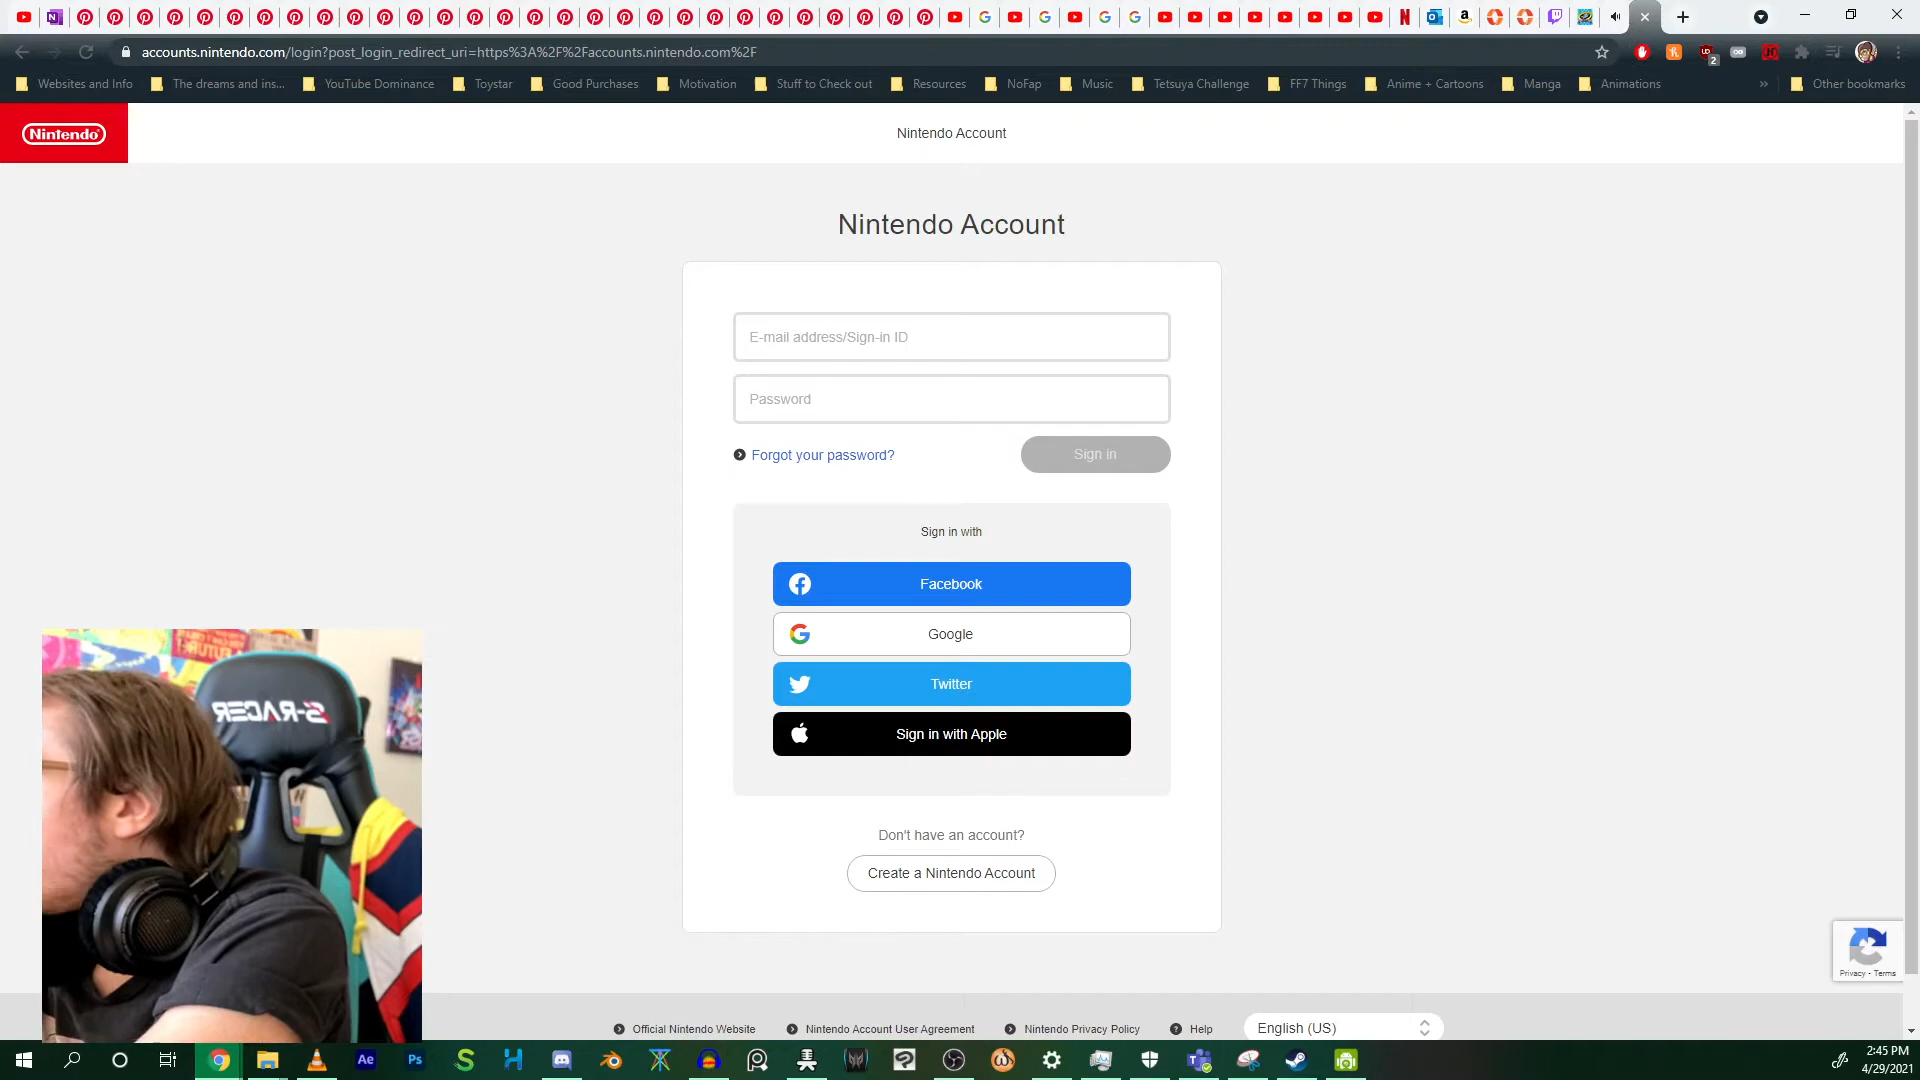 accounts.nintendo.com/login?post_login_redirect_uri=https%3A%2F%2Faccounts.nintendo.com%2F
Websites and Info
The dreams and ins...
YouTube Dominance
Toystar
Good Purchases
Motivation
Stuff to Check out
Resources
NoFap
Music
Tetsuya Challenge
FF7 Things
Anime + Cartoons
Manga
Animations
»
Other bookmarks
Nintendo
Nintendo Account
Nintendo Account
E-mail address/Sign-in ID
Password
Forgot your password?
Sign in
Sign in with
Facebook
Google
Twitter
Sign in with Apple
Don't have an account?
Create a Nintendo Account
Privacy - Terms
S-RACER
Official Nintendo Website
Nintendo Account User Agreement
Nintendo Privacy Policy
Help
English (US)
Ae
Ps
2:45 PM
4/29/2021